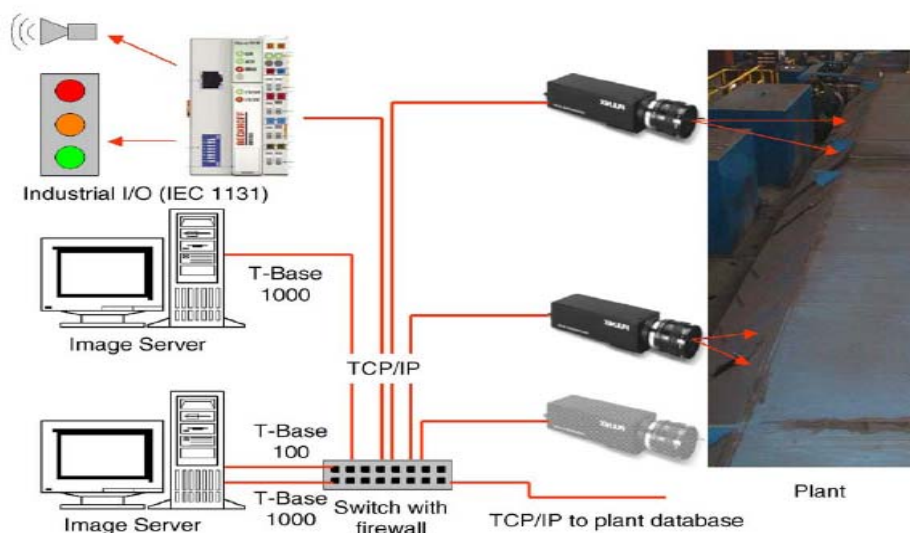 Industrial I/O (IEC 1131)
BECKHOFF
T-Base
1000
Image Server
TCP/IP
T-Base
100
T-Base
1000
Image Server
Switch with
firewall
TCP/IP to plant database
Plant